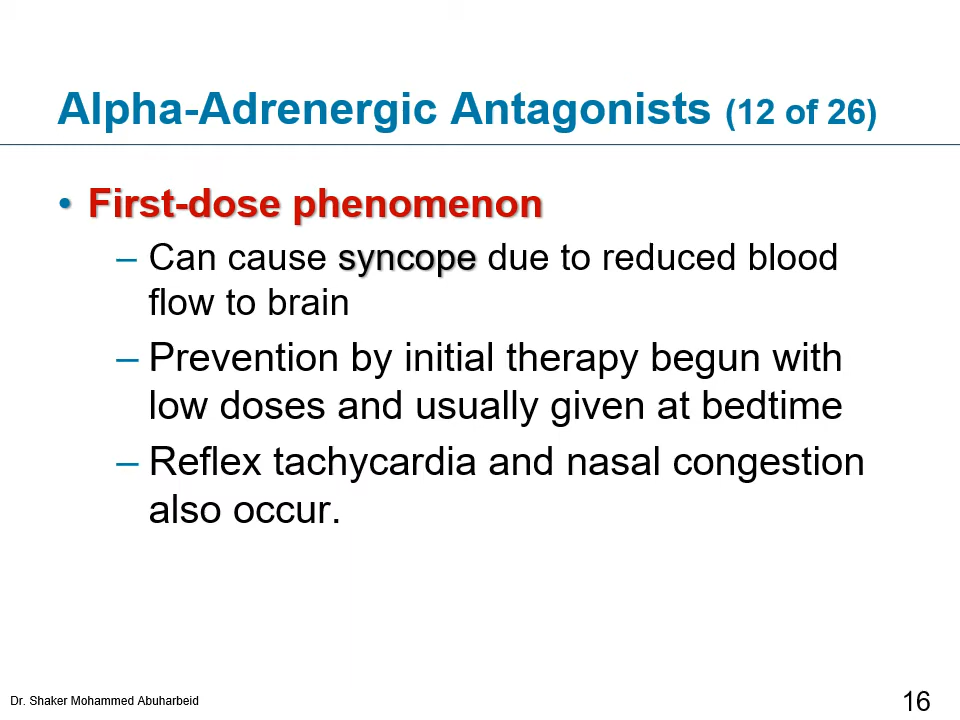 Alpha-Adrenergic Antagonists (12 of 26)
• First-dose phenomenon
– Can cause syncope due to reduced blood
flow to brain
– Prevention by initial therapy begun with
low doses and usually given at bedtime
– Reflex tachycardia and nasal congestion
also occur.
Dr. Shaker Mohammed Abuharbeid
16